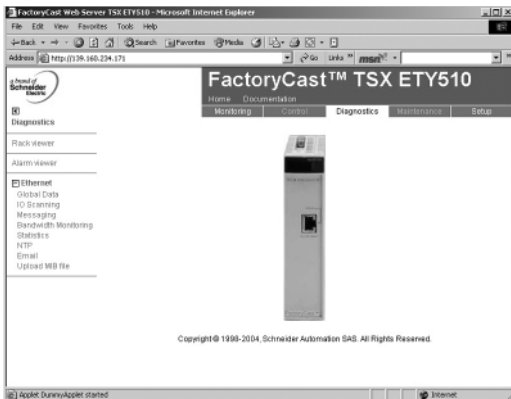 FactoryCast Web Server TSX ETY510 - Microsoft Internet Explorer
File Edit View Favorites Tools Help
Back Search Favorites Media
Address http://139.160.234.171 Go Links » msn
a brand of
Schneider
Electric
FactoryCast™ TSX ETY510
Home Documentation
Monitoring Control Diagnostics Maintenance Setup
Diagnostics
Rack viewer
Alarm viewer
Ethernet
Global Data
IO Scanning
Messaging
Bandwidth Monitoring
Statistics
NTP
Email
Upload MIB file
Copyright© 1998-2004, Schneider Automation SAS. All Rights Reserved.
Applet DummyApplet started Internet